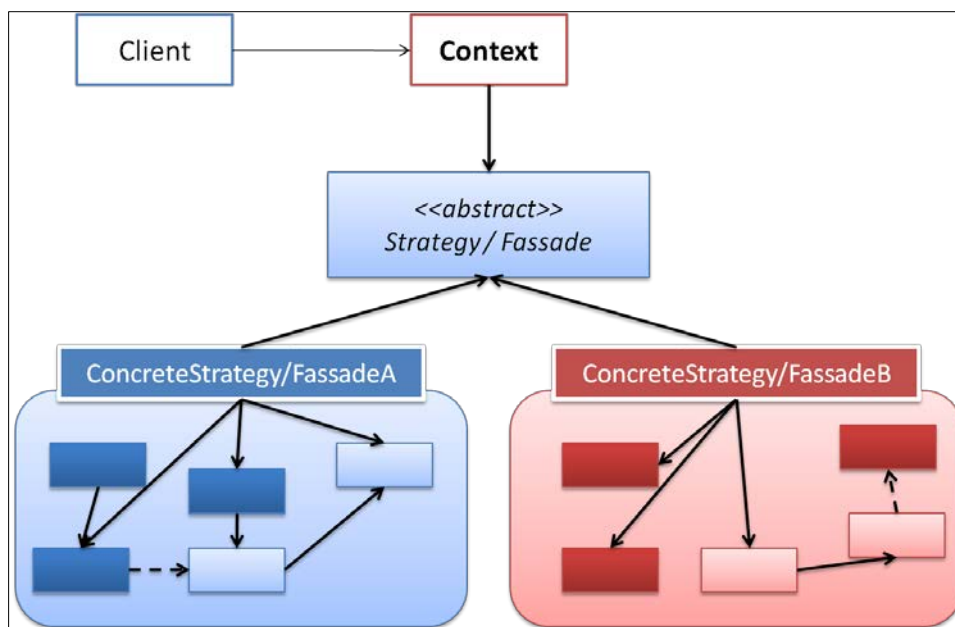 Client
Context
<<abstract>>
Strategy/ Fassade
ConcreteStrategy/FassadeA
ConcreteStrategy/FassadeB